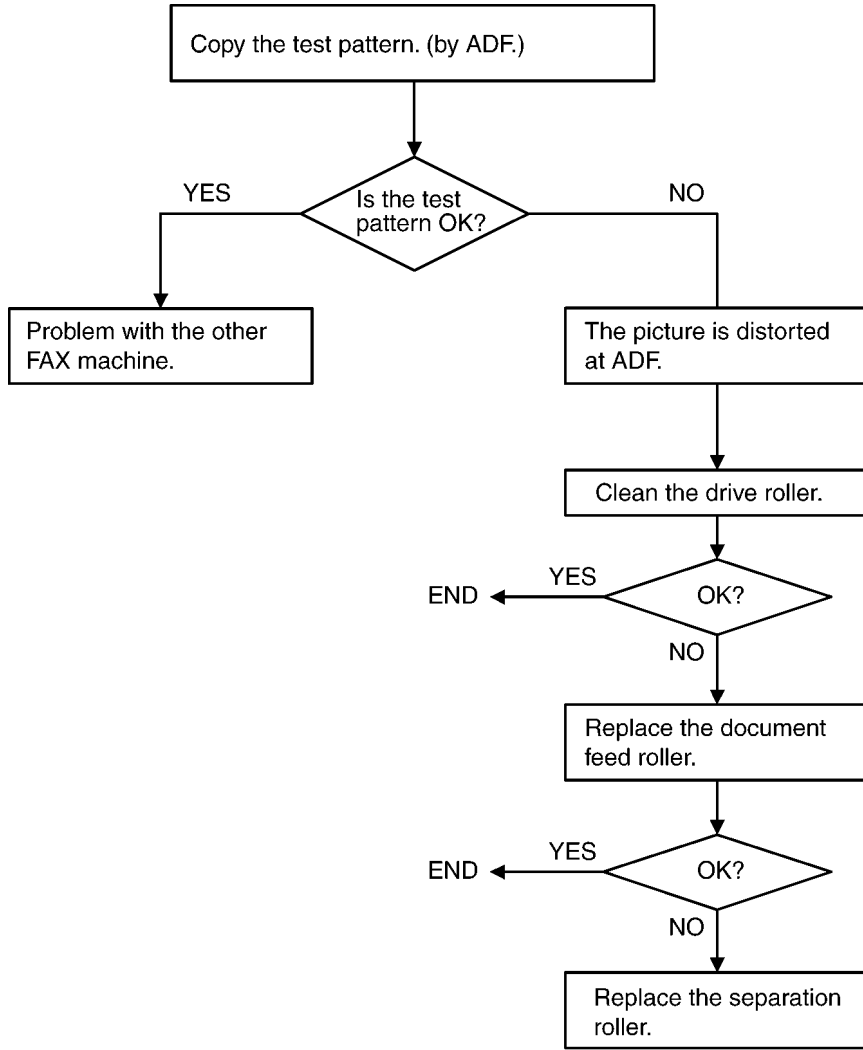 Copy the test pattern. (by ADF.)
Is the test
pattern OK?
YES
NO
Problem with the other
FAX machine.
The picture is distorted
at ADF.
Clean the drive roller.
OK?
YES
END
NO
Replace the document
feed roller.
OK?
YES
END
NO
Replace the separation
roller.